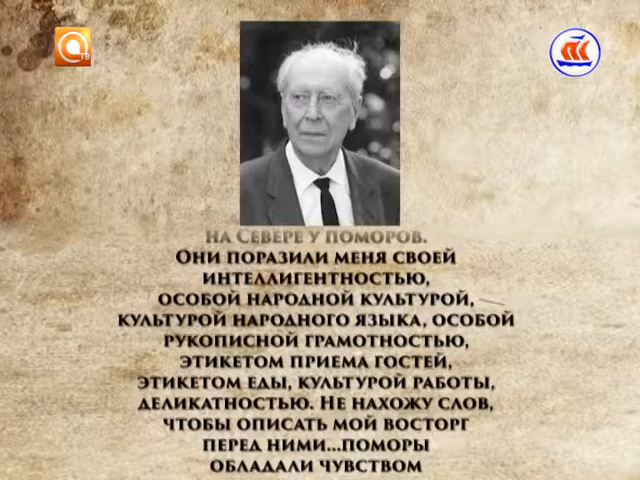 ТВ
на Севере у поморов.
Они поразили меня своей
интеллигентностью,
особой народной культурой,
культурой народного языка, особой
рукописной грамотностью,
этикетом приема гостей,
этикетом еды, культурой работы,
деликатностью. Не нахожу слов,
чтобы описать мой восторг
перед ними...поморы
обладали чувством